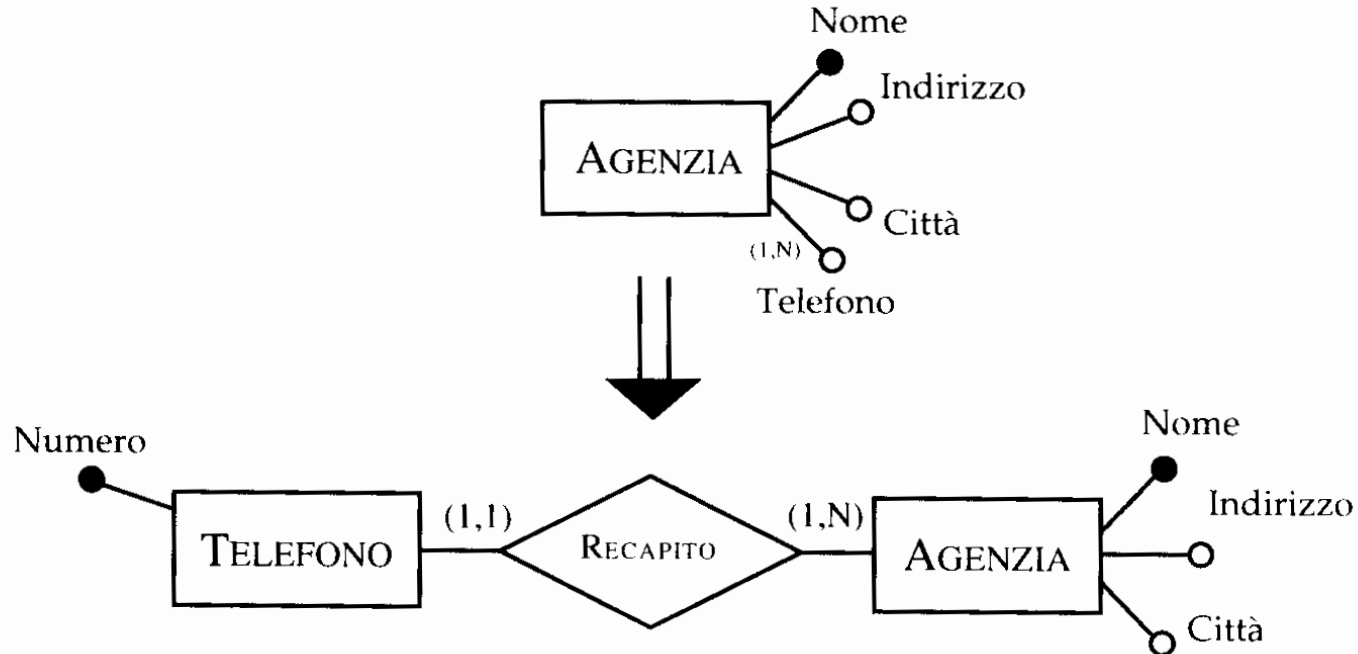 Nome
Indirizzo
AGENZIA
Città
(1,N)
Telefono
Numero
TELEFONO
(1,1)
RECAPITO
(1,N)
AGENZIA
Nome
Indirizzo
Città